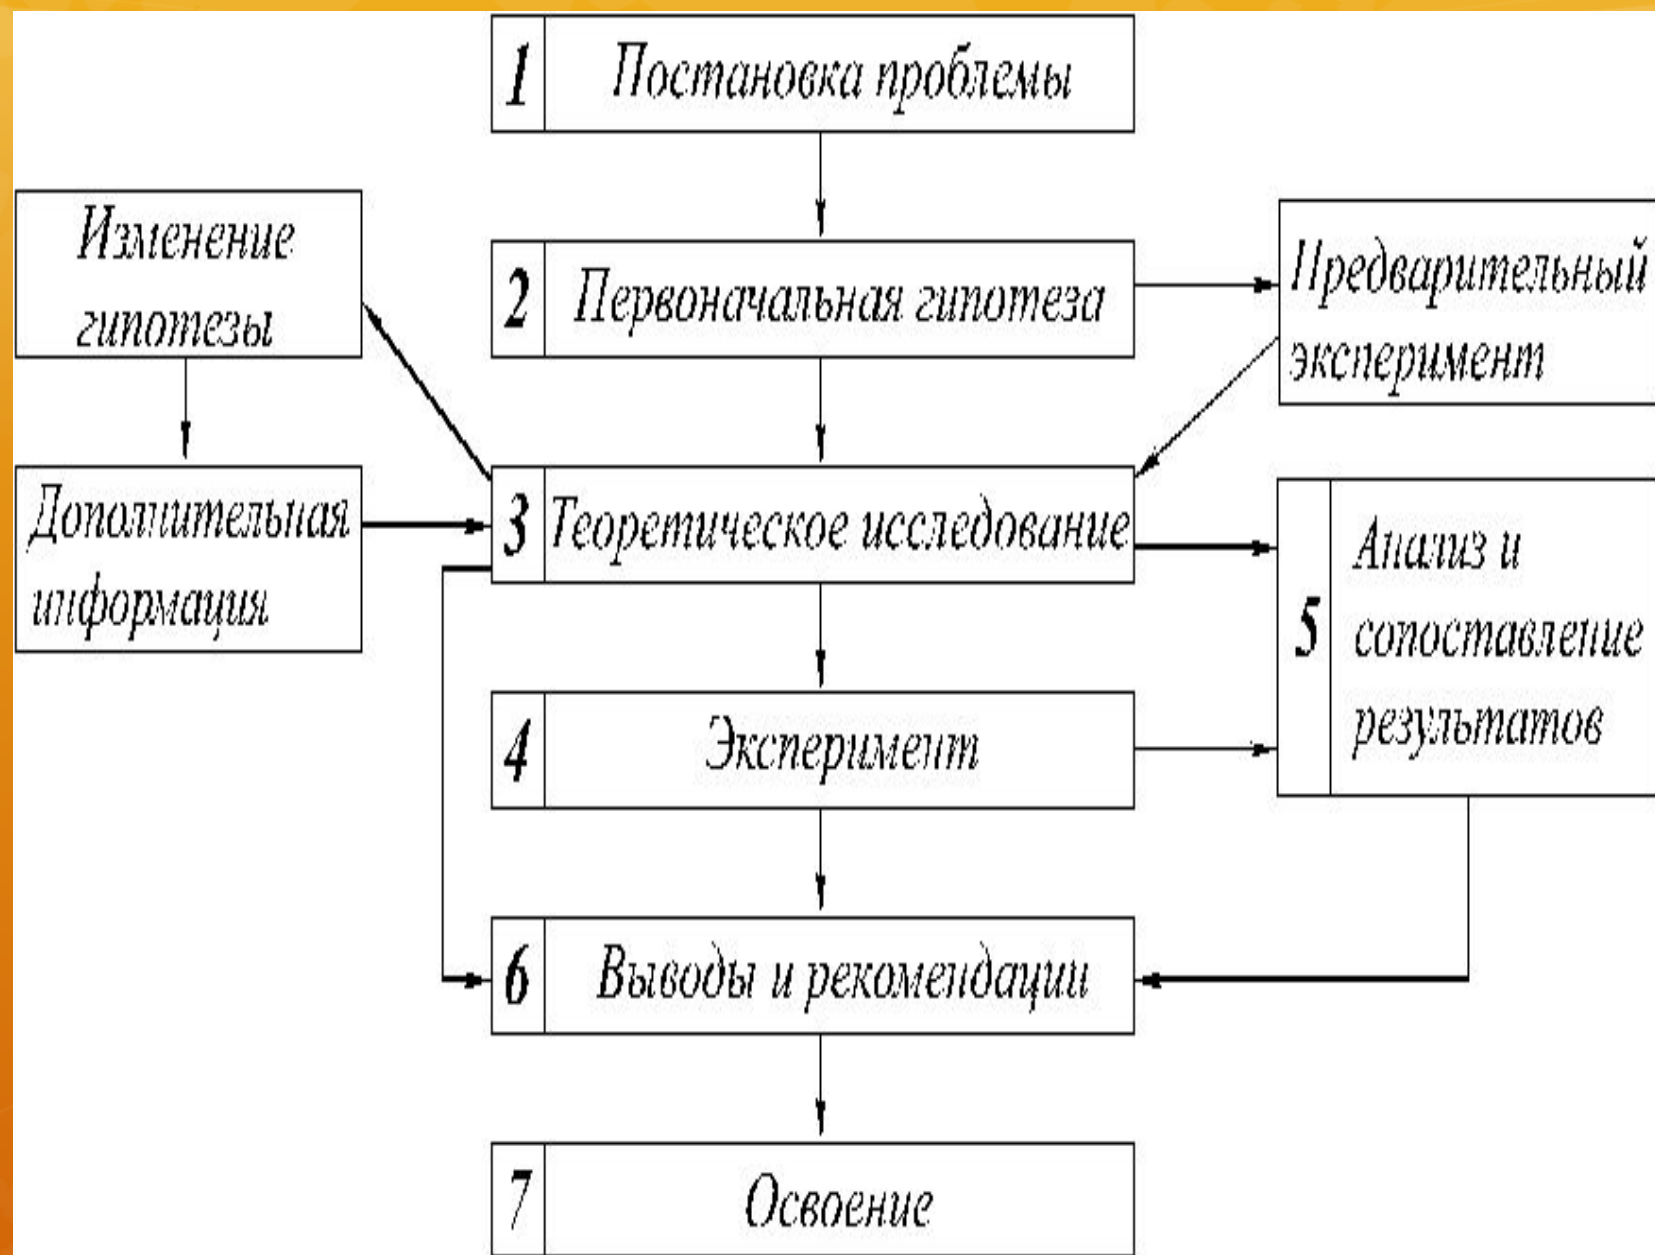 1 Постановка проблемы
Изменение
гипотезы
2 Первоначальная гипотеза
Предварительный
эксперимент
Дополнительная
информация
3 Теоретическое исследование
5 Анализ и
сопоставление
результатов
4 Эксперимент
6 Выводы и рекомендации
7 Освоение